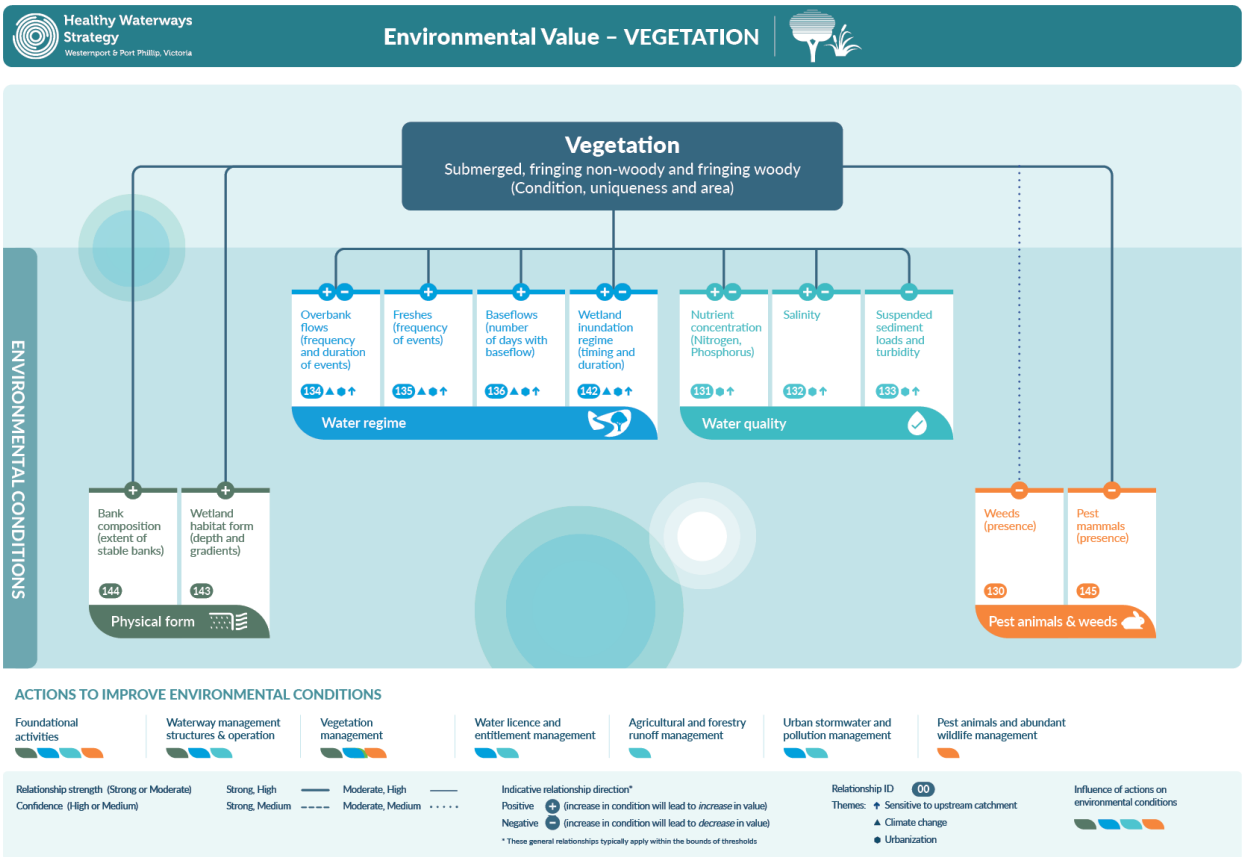 Healthy Waterways
Strategy
Westernport & Port Phillip, Victoria
Environmental Value – VEGETATION
Vegetation
Submerged, fringing non-woody and fringing woody
(Condition, uniqueness and area)
ENVIRONMENTAL CONDITIONS
Overbank
flows
(frequency
and duration
of events)
134
Freshes
(frequency
of events)
135
Baseflows
(number
of days with
baseflow)
136
Wetland
inundation
regime
(timing and
duration)
142
Water regime
Nutrient
concentration
(Nitrogen,
Phosphorus)
131
Salinity
132
Suspended
sediment
loads and
turbidity
133
Water quality
Bank
composition
(extent of
stable banks)
144
Wetland
habitat form
(depth and
gradients)
143
Physical form
Weeds
(presence)
130
Pest
mammals
(presence)
145
Pest animals & weeds
ACTIONS TO IMPROVE ENVIRONMENTAL CONDITIONS
Foundational
activities
Waterway management
structures & operation
Vegetation
management
Water licence and
entitlement management
Agricultural and forestry
runoff management
Urban stormwater and
pollution management
Pest animals and abundant
wildlife management
Relationship strength (Strong or Moderate)
Confidence (High or Medium)
Strong, High
Strong, Medium
Moderate, High
Moderate, Medium
Indicative relationship direction*
Positive + (increase in condition will lead to increase in value)
Negative – (increase in condition will lead to decrease in value)
* These general relationships typically apply within the bounds of thresholds
Relationship ID 00
Themes: Sensitive to upstream catchment
Climate change
Urbanization
Influence of actions on
environmental conditions